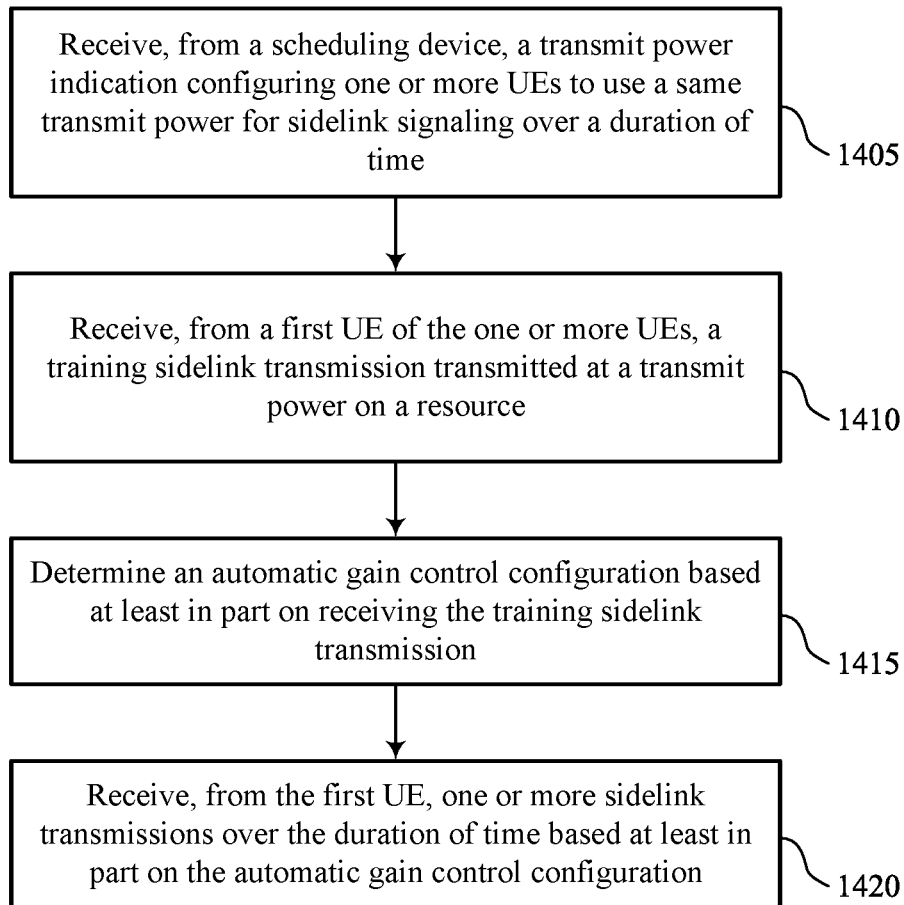 Receive, from a scheduling device, a transmit power
indication configuring one or more UEs to use a same
transmit power for sidelink signaling over a duration of
time
1405
Receive, from a first UE of the one or more UEs, a
training sidelink transmission transmitted at a transmit
power on a resource
1410
Determine an automatic gain control configuration based
at least in part on receiving the training sidelink
transmission
1415
Receive, from the first UE, one or more sidelink
transmissions over the duration of time based at least in
part on the automatic gain control configuration
1420